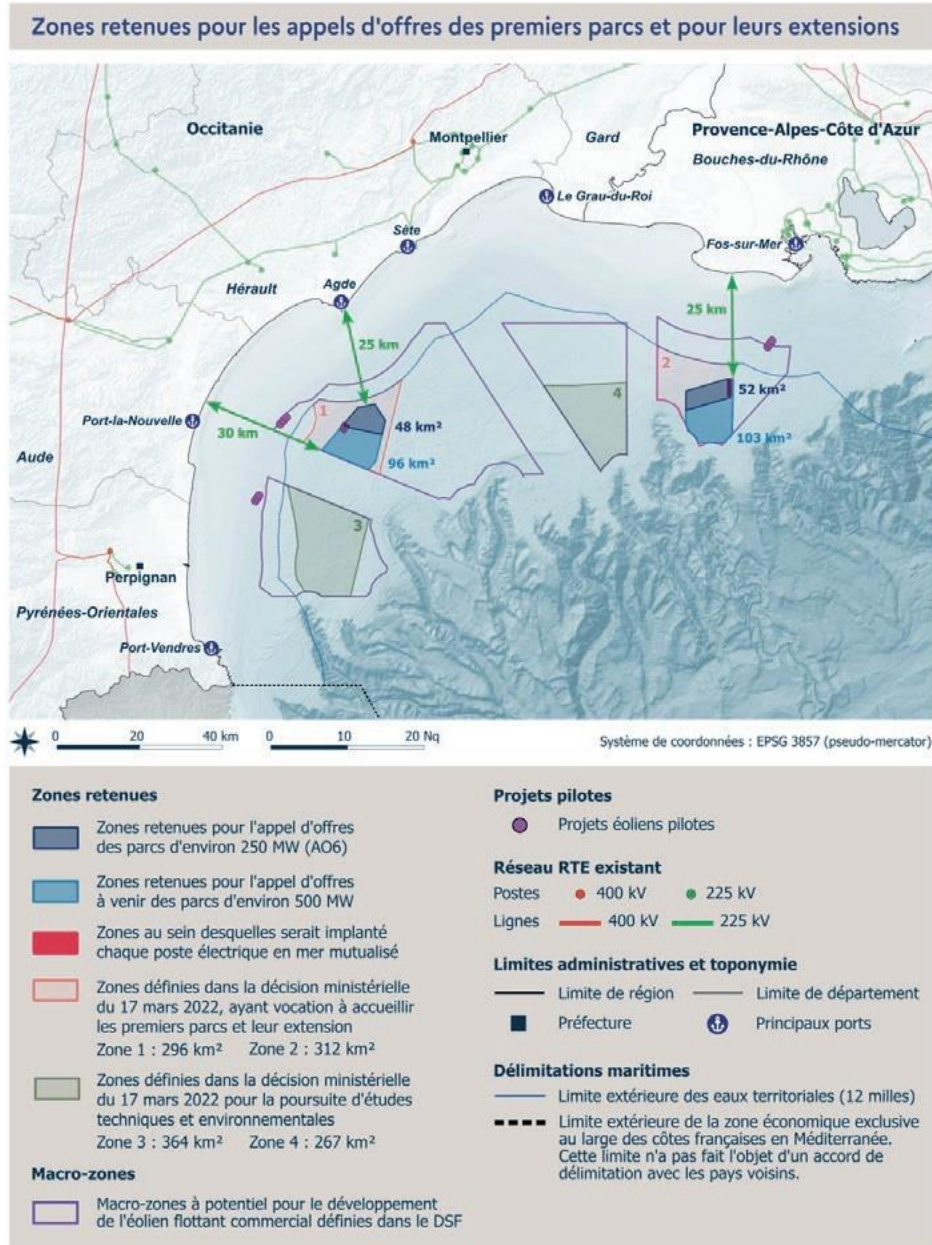 Zones retenues pour les appels d'offres des premiers parcs et pour leurs extensions
Occitanie
Montpellier
Gard
Provence-Alpes-Côte d'Azur
Bouches-du-Rhône
Le Grau-du-Roi
Sète
Fos-sur-Mer
Hérault
Agde
25 km
25 km
2
1
4
52 km²
Port-la-Nouvelle
30 km
48 km²
103 km²
96 km²
Aude
3
Perpignan
Pyrénées-Orientales
Port-Vendres
0 20 40 km
0 10 20 Nq
Système de coordonnées : EPSG 3857 (pseudo-mercator)
Zones retenues
Zones retenues pour l'appel d'offres
des parcs d'environ 250 MW (AO6)
Zones retenues pour l'appel d'offres
à venir des parcs d'environ 500 MW
Zones au sein desquelles serait implanté
chaque poste électrique en mer mutualisé
Zones définies dans la décision ministérielle
du 17 mars 2022, ayant vocation à accueillir
les premiers parcs et leur extension
Zone 1 : 296 km² Zone 2 : 312 km²
Zones définies dans la décision ministérielle
du 17 mars 2022 pour la poursuite d'études
techniques et environnementales
Zone 3 : 364 km² Zone 4 : 267 km²
Macro-zones
Macro-zones à potentiel pour le développement
de l'éolien flottant commercial définies dans le DSF
Projets pilotes
Projets éoliens pilotes
Réseau RTE existant
Postes 400 kV 225 kV
Lignes 400 kV 225 kV
Limites administratives et toponymie
Limite de région Limite de département
Préfecture Principaux ports
Délimitations maritimes
Limite extérieure des eaux territoriales (12 milles)
Limite extérieure de la zone économique exclusive
au large des côtes françaises en Méditerranée.
Cette limite n'a pas fait l'objet d'un accord de
délimitation avec les pays voisins.